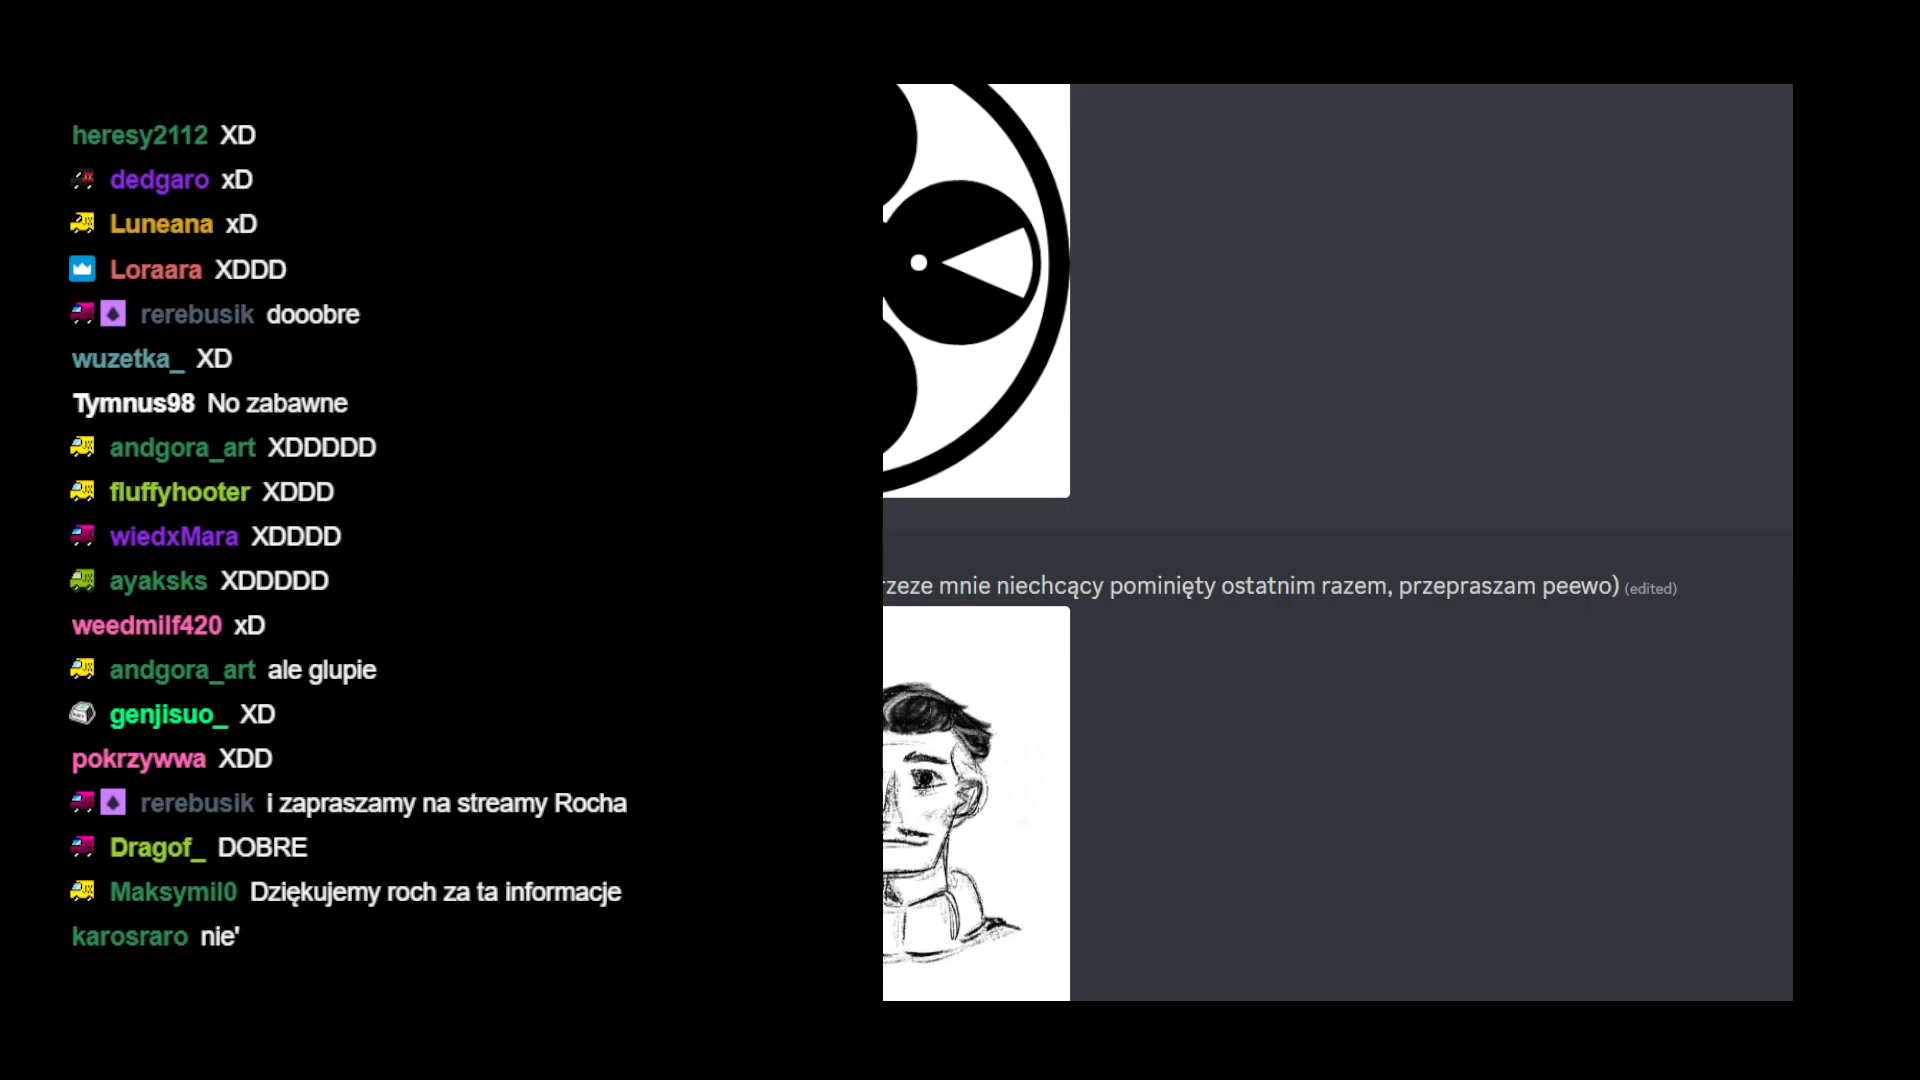 heresy2112 XD
dedgaro xD
Luneana xD
Loraara XDDD
rerebusik dooobre
wuzetka_ XD
Tymnus98 No zabawne
andgora_art XDDDDD
fluffyhooter XDDD
wiedxMara XDDDD
ayaksks XDDDDD
weedmilf420 xD
andgora_art ale glupie
genjisuo_ XD
pokrzywwa XDD
rerebusik i zapraszamy na streamy Rocha
Dragof_ DOBRE
Maksymil0 Dziękujemy roch za ta informacje
karosraro nie'
rzeze mnie niechcący pominięty ostatnim razem, przepraszam peewo) (edited)